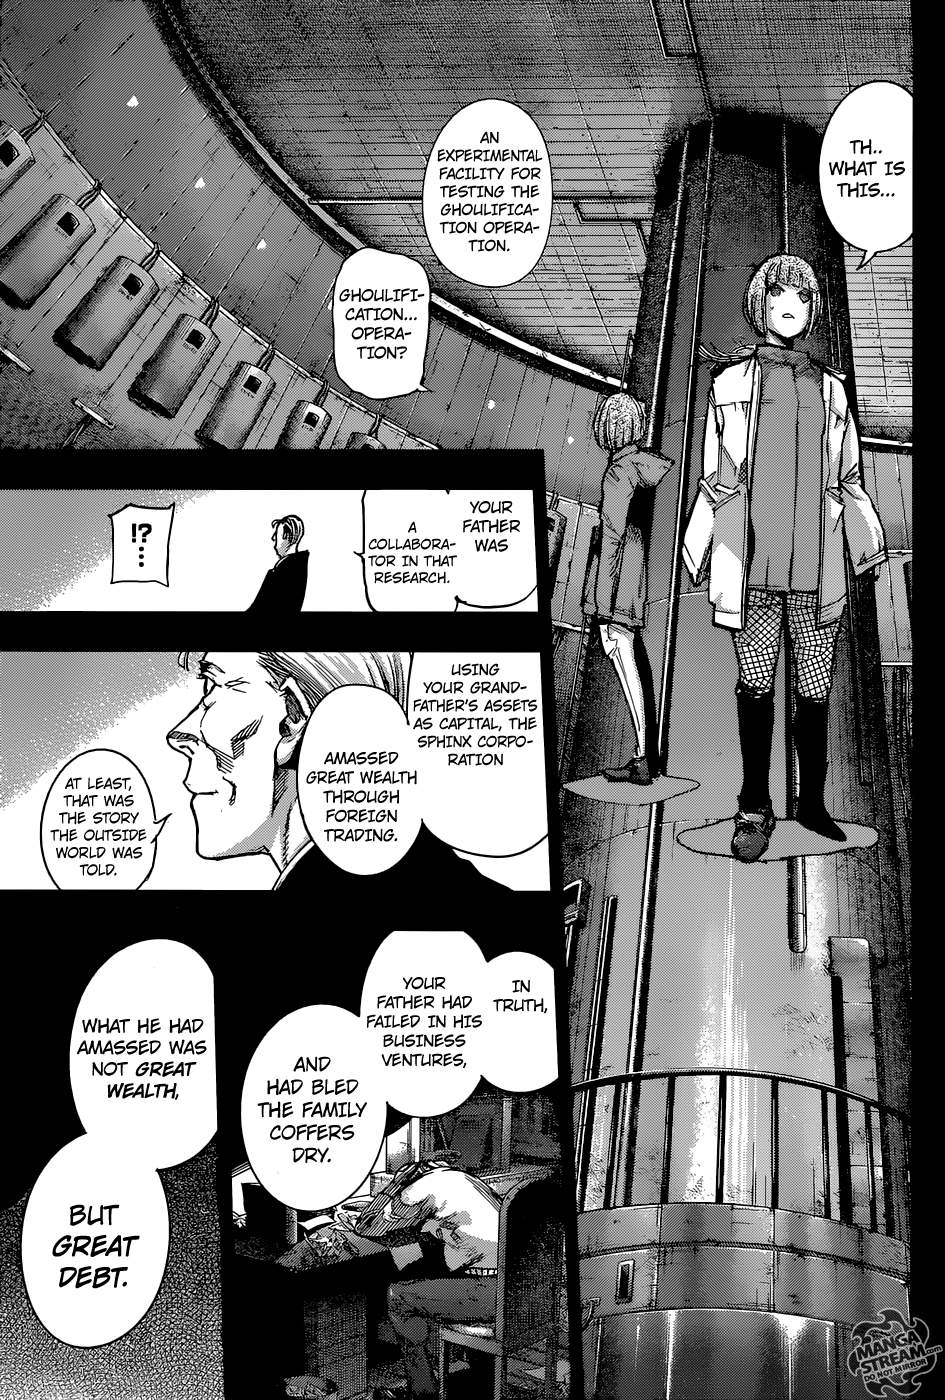 TH..
WHAT IS
THIS...
AN
EXPERIMENTAL
FACILITY FOR
TESTING THE
GHOULIFICA-
TION OPERA-
TION.
GHOULIFI-
CATION...
OPERA-
TION?
YOUR
FATHER
WAS
A
COLLABORA-
TOR IN THAT
RESEARCH.
!?
...
USING
YOUR GRAND-
FATHER'S ASSETS
AS CAPITAL, THE
SPHINX CORPO-
RATION
AMASSED
GREAT WEALTH
THROUGH
FOREIGN
TRADING.
AT LEAST,
THAT WAS
THE STORY
THE OUTSIDE
WORLD WAS
TOLD.
IN
TRUTH,
YOUR
FATHER HAD
FAILED IN HIS
BUSINESS
VENTURES,
AND
HAD BLED
THE FAMILY
COFFERS
DRY.
WHAT HE HAD
AMASSED WAS
NOT GREAT
WEALTH,
BUT
GREAT
DEBT.
MANGA
STREAM.com
DO NOT MIRROR!